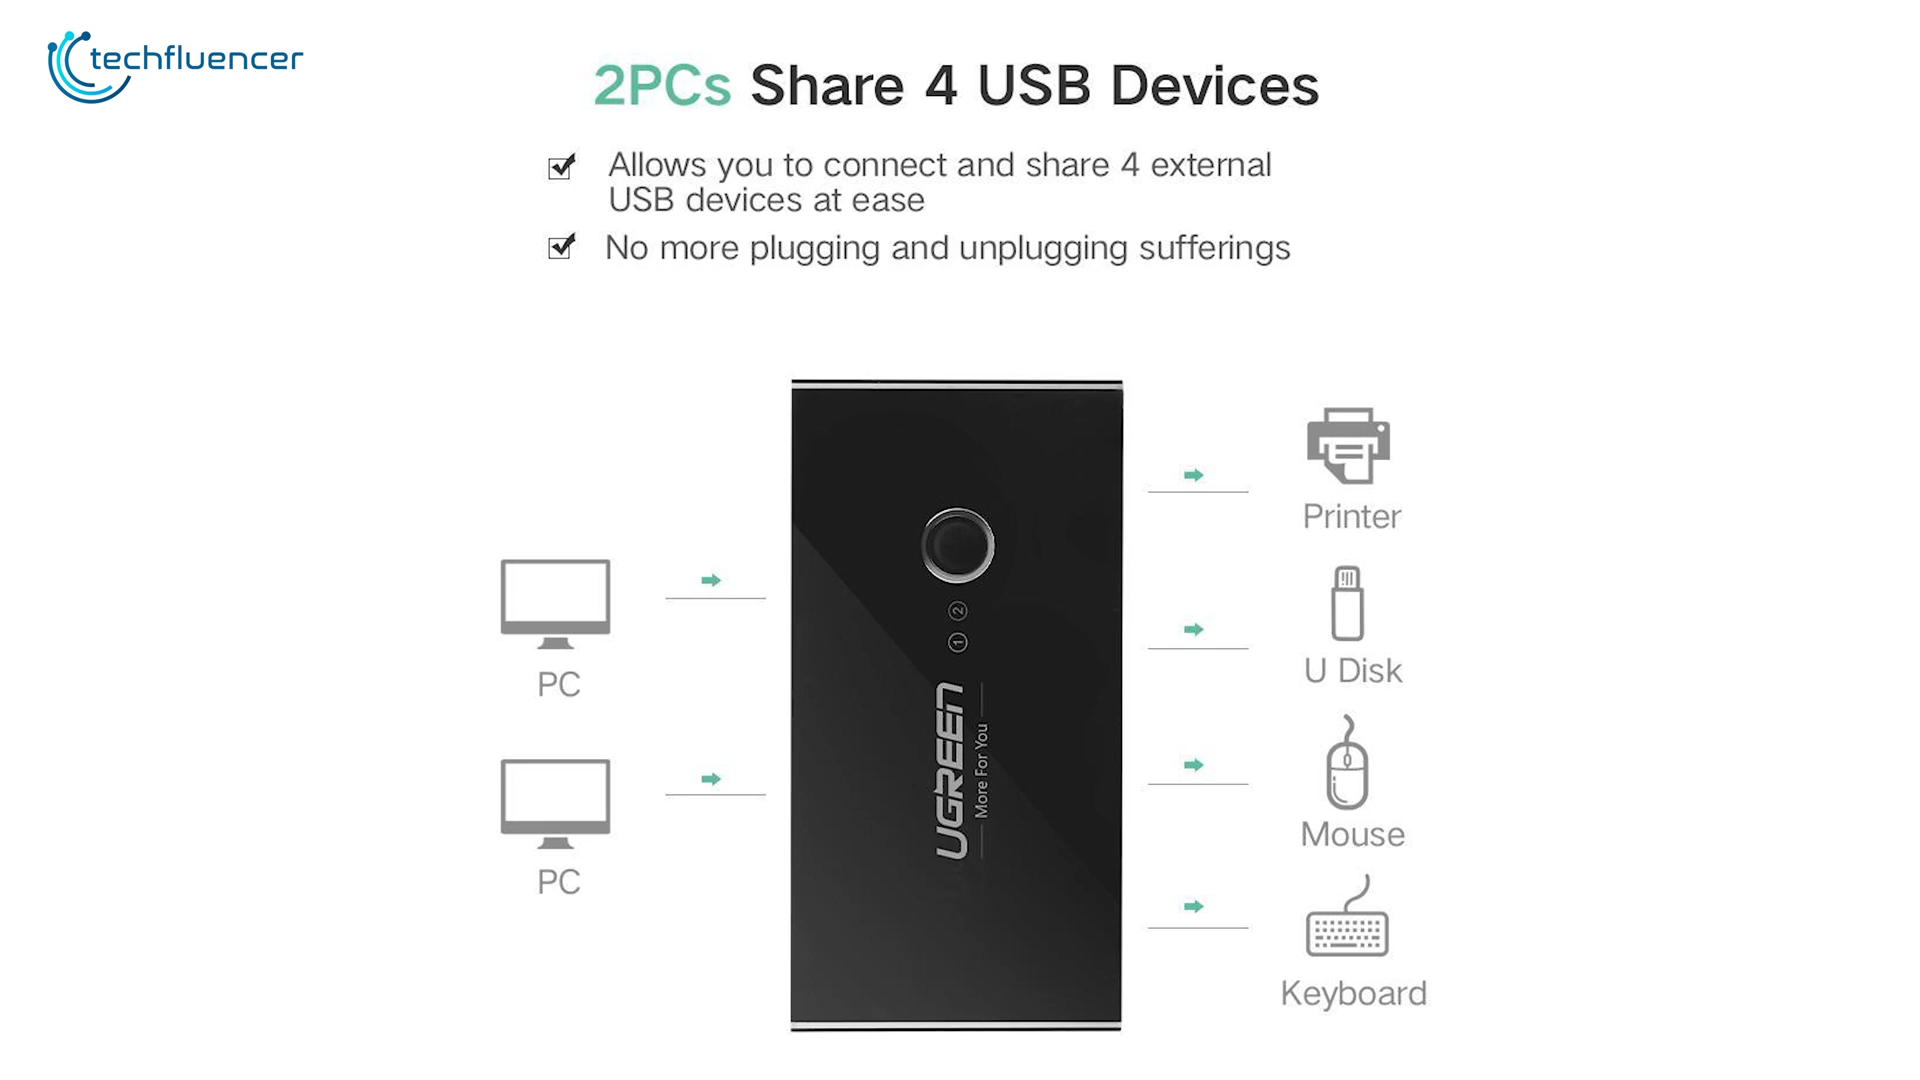 techfluencer
2PCs Share 4 USB Devices
Allows you to connect and share 4 external
USB devices at ease
No more plugging and unplugging sufferings
PC
PC
2
1
UGREEN
More For You
Printer
U Disk
Mouse
Keyboard